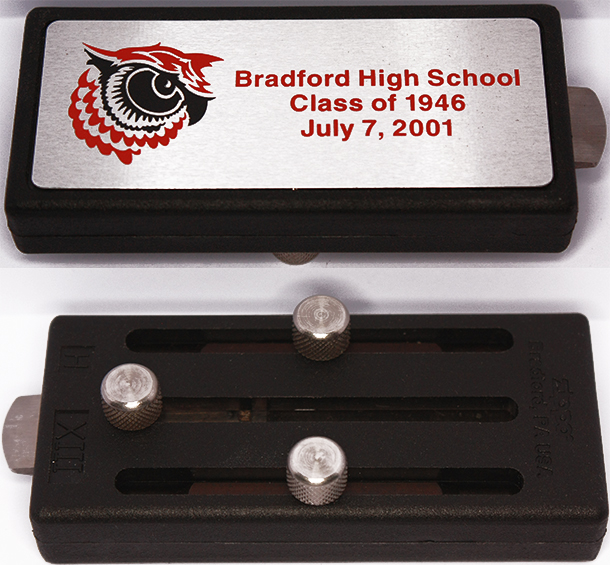 Bradford High School
Class of 1946
July 7, 2001